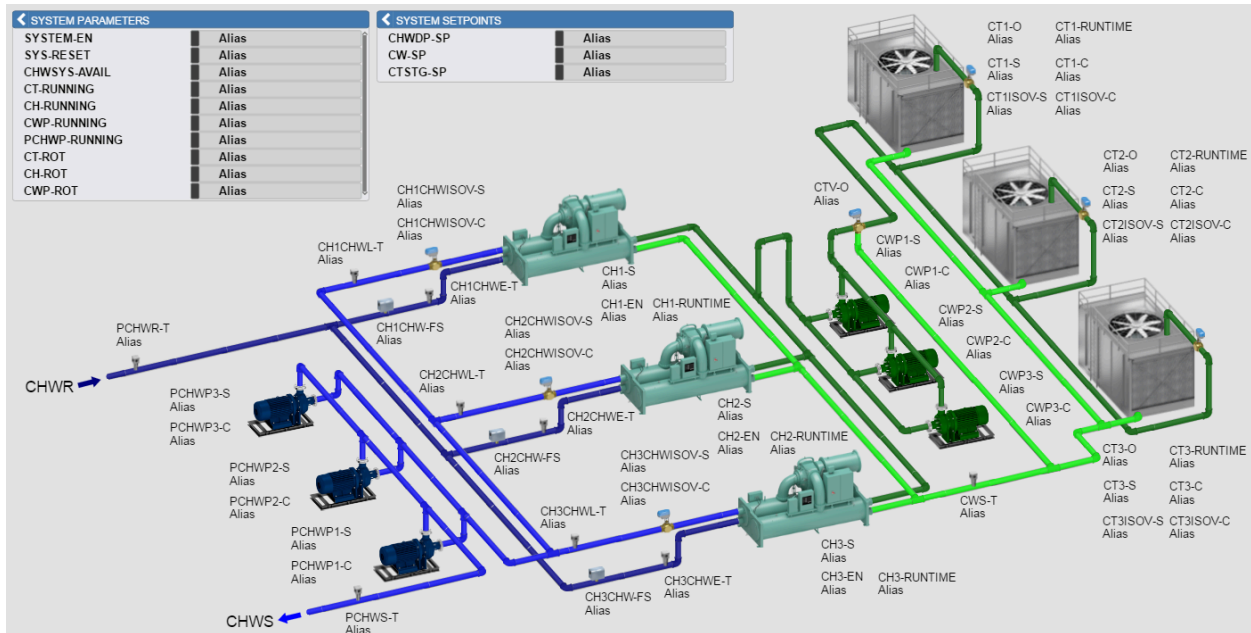 SYSTEM PARAMETERS
SYSTEM-EN Alias
SYS-RESET Alias
CHWSYS-AVAIL Alias
CT-RUNNING Alias
CH-RUNNING Alias
CWP-RUNNING Alias
PCHWP-RUNNING Alias
CT-ROT Alias
CH-ROT Alias
CWP-ROT Alias
SYSTEM SETPOINTS
CHWDP-SP Alias
CW-SP Alias
CTSTG-SP Alias
CT1-O CT1-RUNTIME
Alias Alias
CT1-S CT1-C
Alias Alias
CT1ISOV-S CT1ISOV-C
Alias Alias
CT2-O CT2-RUNTIME
Alias Alias
CT2-S CT2-C
Alias Alias
CT2ISOV-S CT2ISOV-C
Alias Alias
CH1CHWISOV-S
Alias
CH1CHWISOV-C
Alias
CTV-O
Alias
CH1CHWL-T
Alias
CWP1-S
Alias
CWP1-C
Alias
CH1-S
Alias
CH1CHWE-T
Alias
CH1-EN CH1-RUNTIME
Alias Alias
CWP2-S
Alias
CWP2-C
Alias
PCHWR-T
Alias
CH1CHW-FS
Alias
CH2CHWISOV-S
Alias
CH2CHWISOV-C
Alias
CHWR
CH2CHWL-T
Alias
CWP3-S
Alias
CWP3-C
Alias
PCHWP3-S
Alias
PCHWP3-C
Alias
CH2CHWE-T
Alias
CH2-S
Alias
CH2-EN CH2-RUNTIME
Alias Alias
CH2CHW-FS
Alias
CH3CHWISOV-S
Alias
CH3CHWISOV-C
Alias
CT3-O CT3-RUNTIME
Alias Alias
CT3-S CT3-C
Alias Alias
CT3ISOV-S CT3ISOV-C
Alias Alias
PCHWP2-S
Alias
PCHWP2-C
Alias
CWS-T
Alias
CH3CHWL-T
Alias
PCHWP1-S
Alias
PCHWP1-C
Alias
CH3-S
Alias
CH3-EN CH3-RUNTIME
Alias Alias
CH3CHWE-T
Alias
CH3CHW-FS
Alias
CHWS
PCHWS-T
Alias